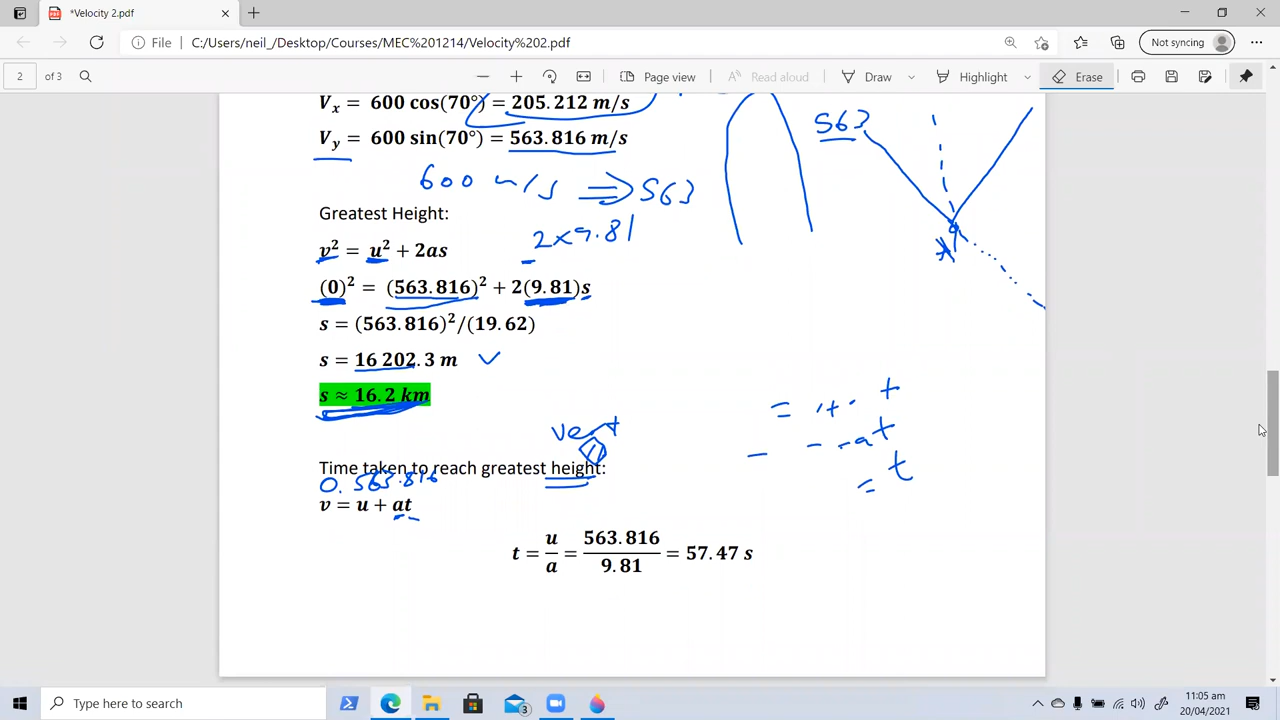 *Velocity 2.pdf
File
C:/Users/neil_/Desktop/Courses/MEC%201214/Velocity%202.pdf
Not syncing
2 of 3
Page view
Read aloud
Draw
Highlight
Erase
Vx = 600 cos(70°) = 205.212 m/s
Vy = 600 sin(70°) = 563.816 m/s
563
600 m/s ⇒ 563
Greatest Height:
2×9.81
v² = u² + 2as
(0)² = (563.816)² + 2(9.81)s
s = (563.816)²/(19.62)
s = 16 202.3 m ✓
s ≈ 16.2 km
vert
Time taken to reach greatest height:
0. 563.816
v = u + at
t = u/a = 563.816/9.81 = 57.47 s
Type here to search
3
11:05 am
20/04/2021